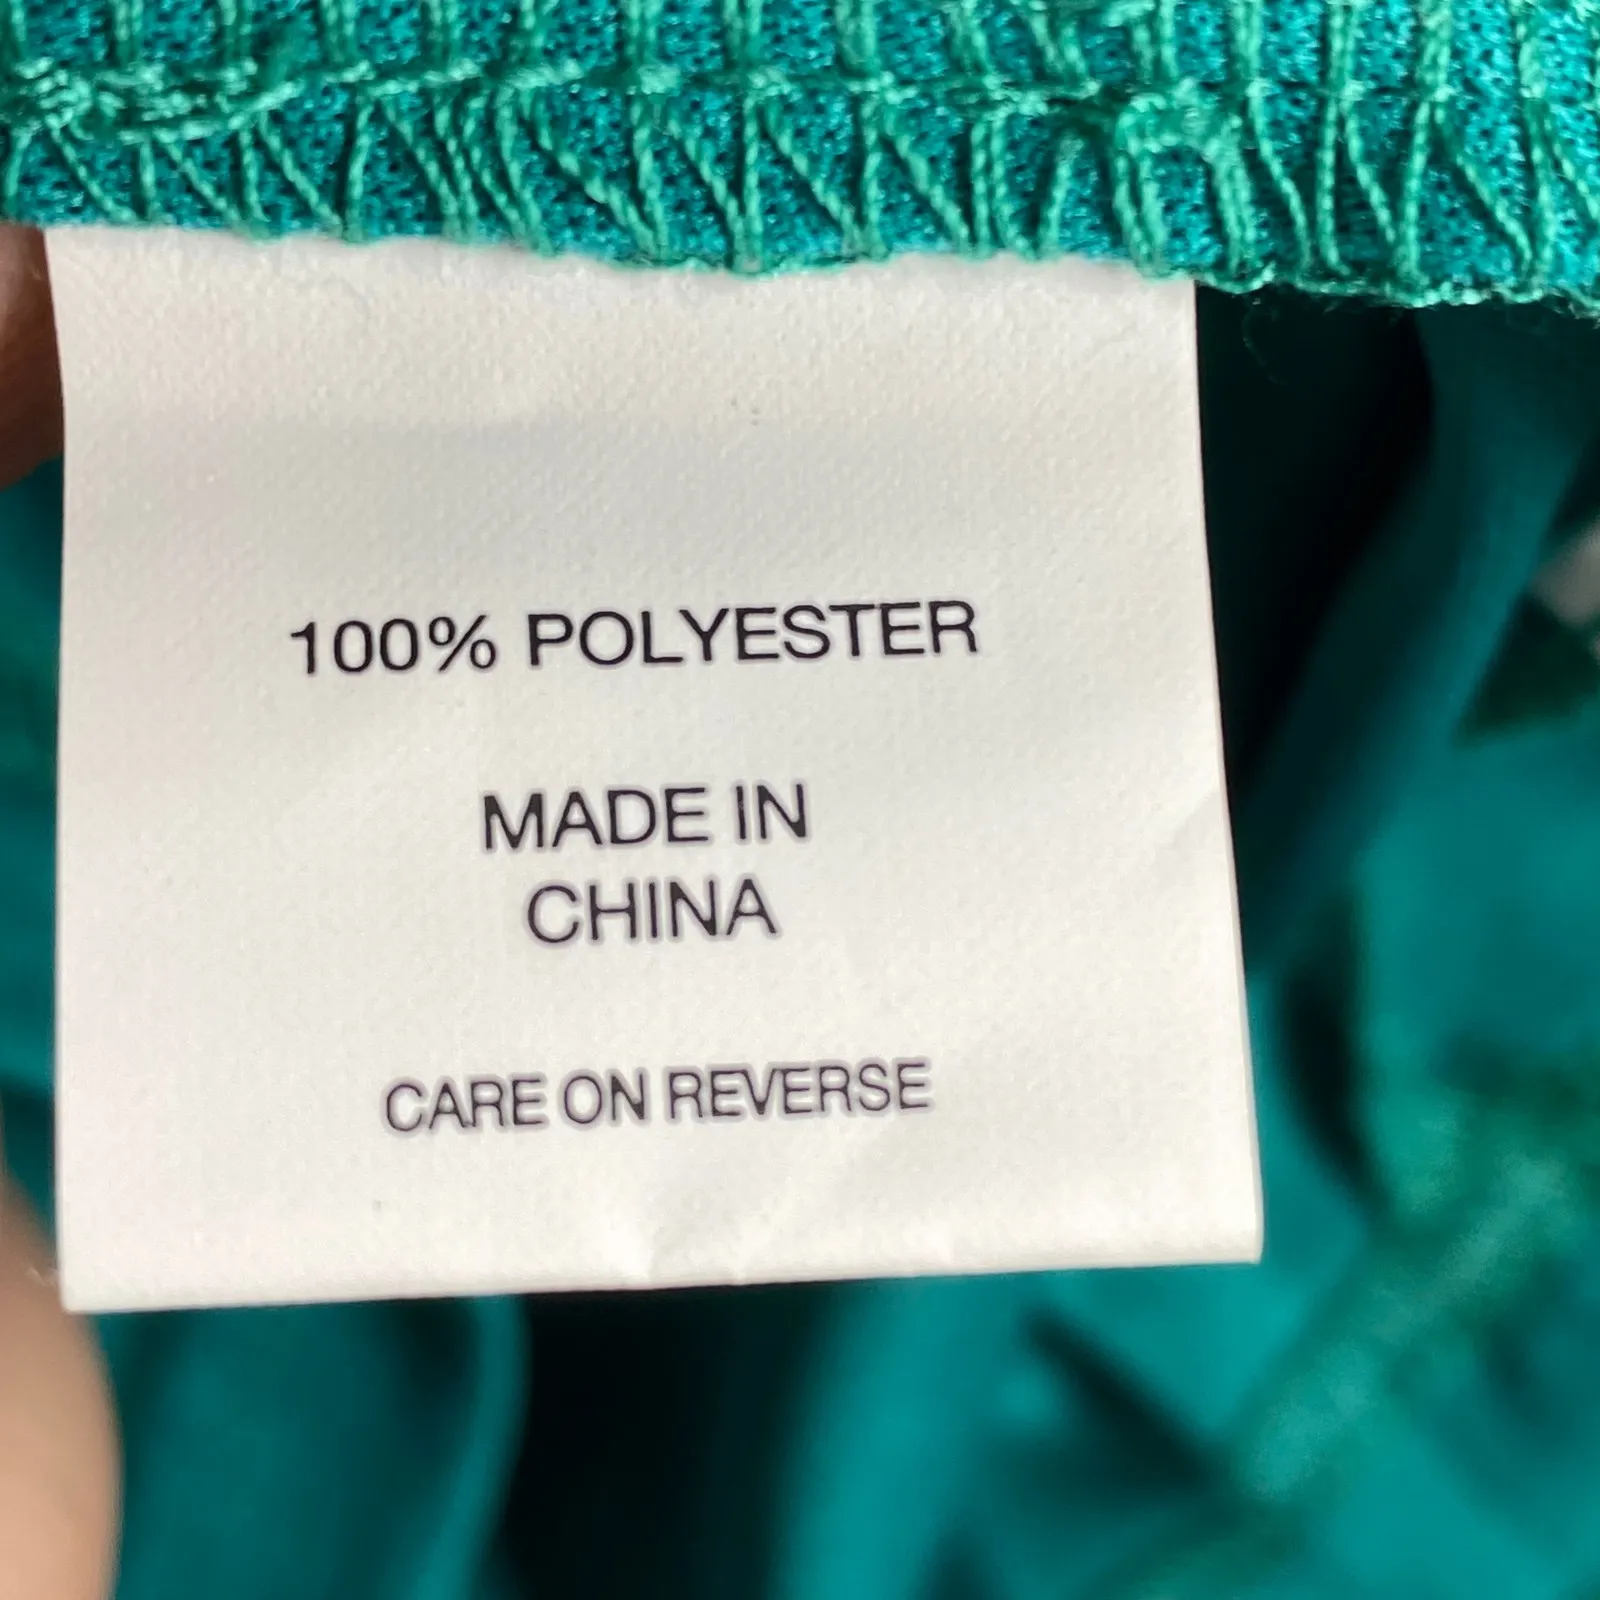 100% POLYESTER
MADE IN
CHINA
CARE ON REVERSE